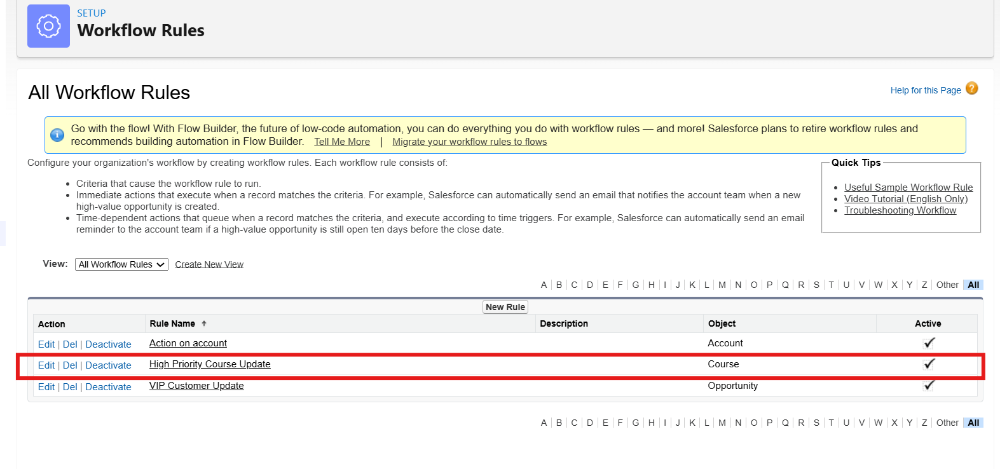 SETUP
Workflow Rules
All Workflow Rules
Help for this Page ?
Go with the flow! With Flow Builder, the future of low-code automation, you can do everything you do with workflow rules — and more! Salesforce plans to retire workflow rules and
recommends building automation in Flow Builder. Tell Me More | Migrate your workflow rules to flows
Configure your organization's workflow by creating workflow rules. Each workflow rule consists of:
• Criteria that cause the workflow rule to run.
• Immediate actions that execute when a record matches the criteria. For example, Salesforce can automatically send an email that notifies the account team when a new
high-value opportunity is created.
• Time-dependent actions that queue when a record matches the criteria, and execute according to time triggers. For example, Salesforce can automatically send an email
reminder to the account team if a high-value opportunity is still open ten days before the close date.
Quick Tips
• Useful Sample Workflow Rule
• Video Tutorial (English Only)
• Troubleshooting Workflow
View: All Workflow Rules Create New View
A | B | C | D | E | F | G | H | I | J | K | L | M | N | O | P | Q | R | S | T | U | V | W | X | Y | Z | Other | All
New Rule
Action Rule Name ↑ Description Object Active
Edit | Del | Deactivate Action on account Account ✓
Edit | Del | Deactivate High Priority Course Update Course ✓
Edit | Del | Deactivate VIP Customer Update Opportunity ✓
A | B | C | D | E | F | G | H | I | J | K | L | M | N | O | P | Q | R | S | T | U | V | W | X | Y | Z | Other | All